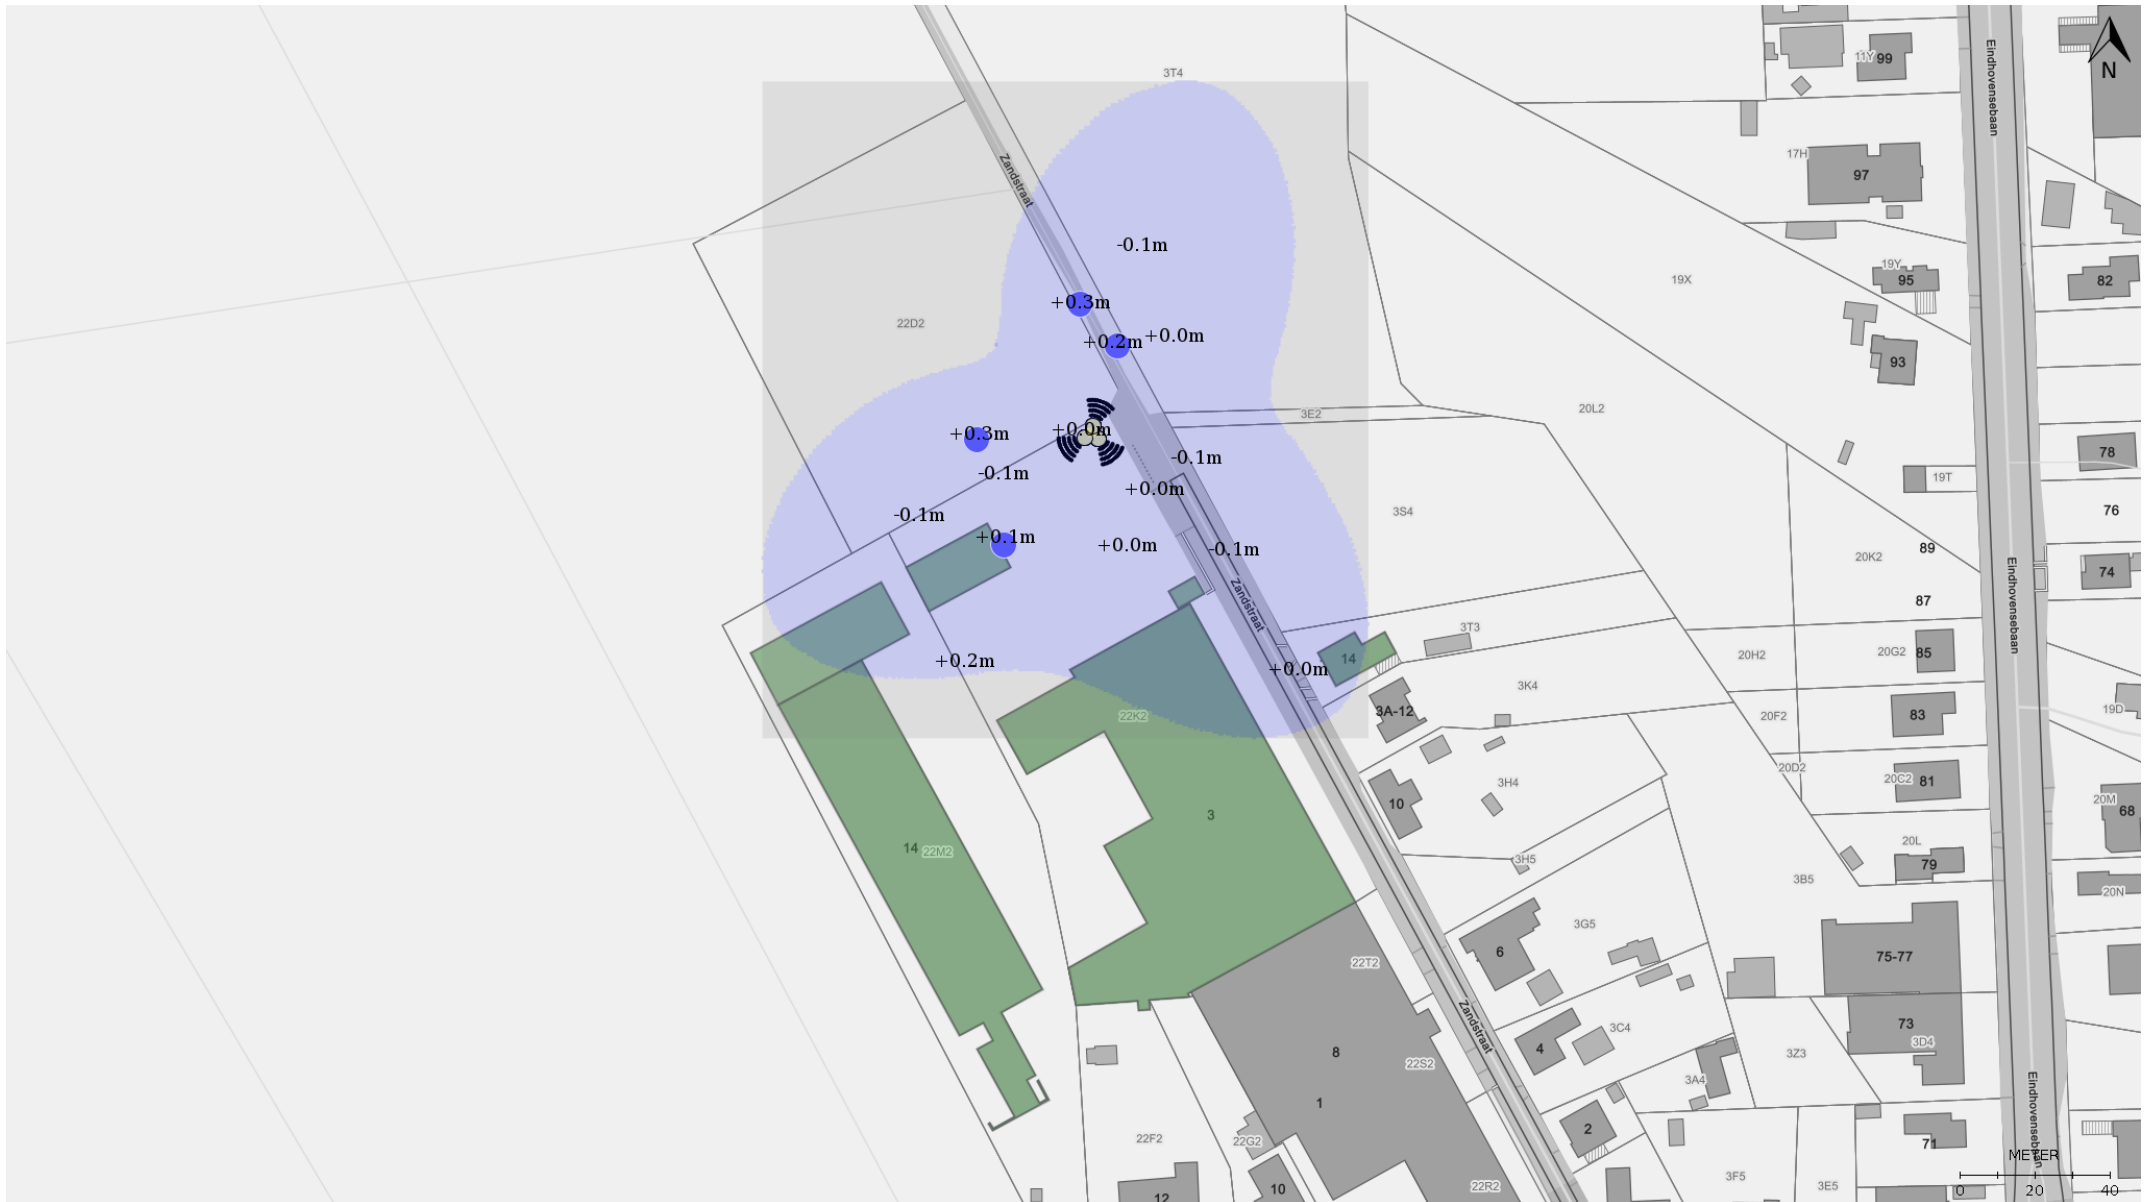 3T4
11Y 99
Eindhovensebaan
N
Zandstraat
17H
97
-0.1m
19Y
95
82
19X
+0.3m
22D2
+0.2m
+0.0m
93
3E2
20L2
+0.0m
+0.3m
-0.1m
78
-0.1m
19T
+0.0m
76
-0.1m
3S4
+0.1m
+0.0m
-0.1m
89
20K2
74
Eindhovensebaan
Zandstraat
87
3T3
20H2
20G2 85
+0.2m
14
+0.0m
3K4
3A-12
22K2
20F2
83
19D
20D2
20C2 81
3H4
10
20M
68
3
20L
14 22M2
3H5
79
3B5
20N
3G5
6
75-77
22T2
Zandstraat
73
3C4
4
3D4
8
3Z3
22S2
3A4
1
Eindhovensebaan
2
22F2
22G2
71
METER
3F5
3E5
22R2
10
12
0 20 40